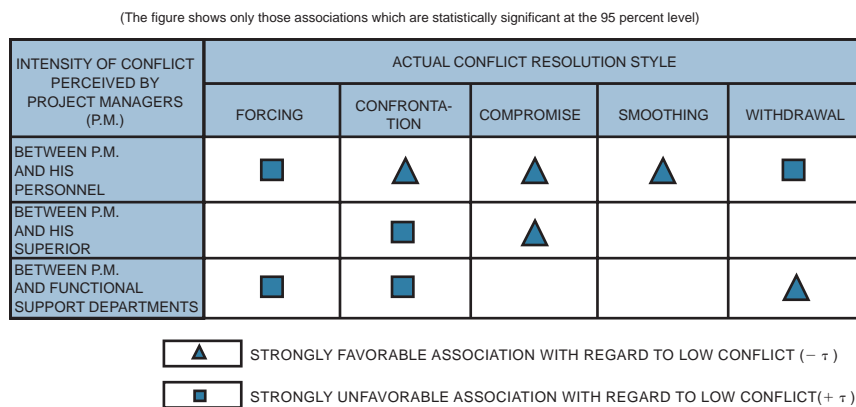 (The figure shows only those associations which are statistically significant at the 95 percent level)
INTENSITY OF CONFLICT
PERCEIVED BY
PROJECT MANAGERS
(P.M.)
ACTUAL CONFLICT RESOLUTION STYLE
FORCING
CONFRONTA-
TION
COMPROMISE
SMOOTHING
WITHDRAWAL
BETWEEN P.M.
AND HIS
PERSONNEL
BETWEEN P.M.
AND HIS
SUPERIOR
BETWEEN P.M.
AND FUNCTIONAL
SUPPORT DEPARTMENTS
STRONGLY FAVORABLE ASSOCIATION WITH REGARD TO LOW CONFLICT (− τ )
STRONGLY UNFAVORABLE ASSOCIATION WITH REGARD TO LOW CONFLICT(+ τ )